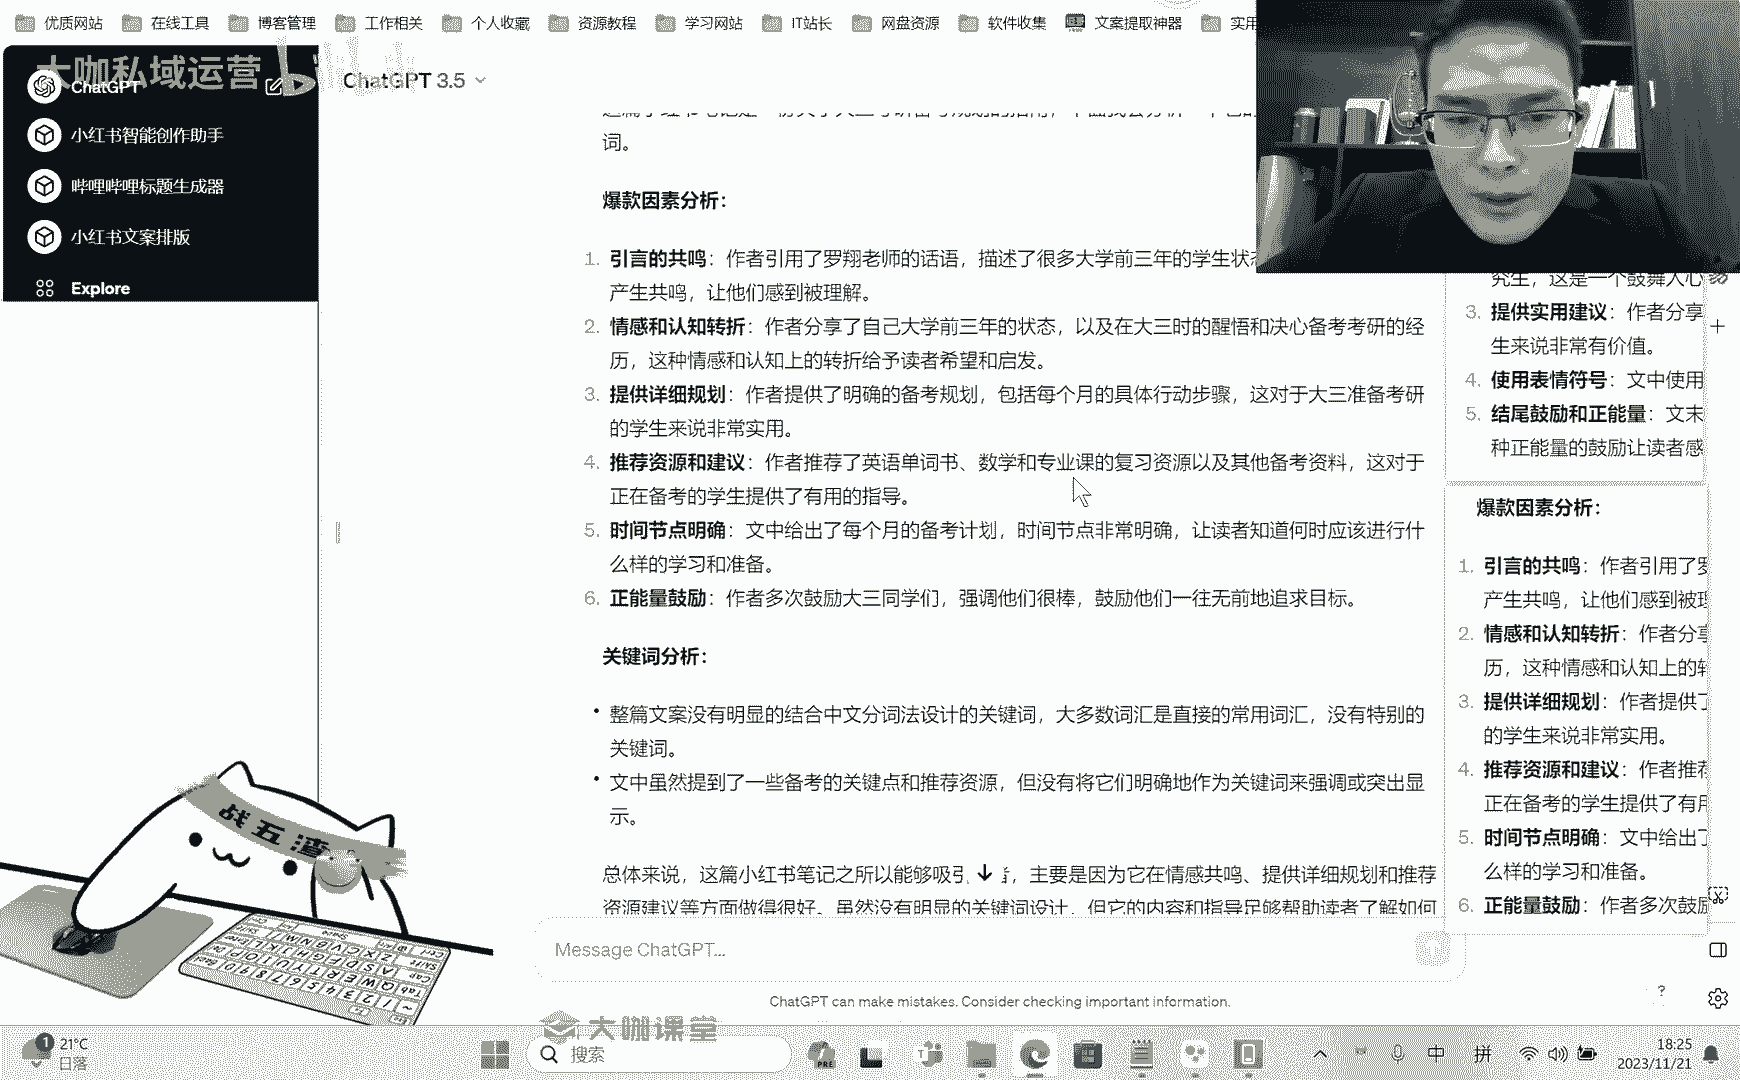 优质网站
在线工具
博客管理
工作相关
个人收藏
资源教程
学习网站
IT站长
网盘资源
软件收集
文案提取神器
实用
大咖私域运营
ChatGPT
小红书智能创作助手
哔哩哔哩标题生成器
小红书文案排版
Explore
ChatGPT 3.5
词。
爆款因素分析：
1. 引言的共鸣：作者引用了罗翔老师的话语，描述了很多大学前三年的学生状态
产生共鸣，让他们感到被理解。
2. 情感和认知转折：作者分享了自己大学前三年的状态，以及在大三时的醒悟和决心备考考研的经
历，这种情感和认知上的转折给予读者希望和启发。
3. 提供详细规划：作者提供了明确的备考规划，包括每个月的具体行动步骤，这对于大三准备考研
的学生来说非常实用。
4. 推荐资源和建议：作者推荐了英语单词书、数学和专业课的复习资源以及其他备考资料，这对于
正在备考的学生提供了有用的指导。
5. 时间节点明确：文中给出了每个月的备考计划，时间节点非常明确，让读者知道何时应该进行什
么样的学习和准备。
6. 正能量鼓励：作者多次鼓励大三同学们，强调他们很棒，鼓励他们一往无前地追求目标。
关键词分析：
• 整篇文案没有明显的结合中文分词法设计的关键词，大多数词汇是直接的常用词汇，没有特别的
关键词。
• 文中虽然提到了一些备考的关键点和推荐资源，但没有将它们明确地作为关键词来强调或突出显
示。
总体来说，这篇小红书笔记之所以能够吸引 ，主要是因为它在情感共鸣、提供详细规划和推荐
资源建议等方面做得很好。虽然没有明显的关键词设计，但它的内容和指导足够帮助读者了解如何
Message ChatGPT...
ChatGPT can make mistakes. Consider checking important information.
究生，这是一个鼓舞人心
3. 提供实用建议：作者分享
生来说非常有价值。
4. 使用表情符号：文中使用
5. 结尾鼓励和正能量：文末
种正能量的鼓励让读者感
爆款因素分析：
1. 引言的共鸣：作者引用了罗
产生共鸣，让他们感到被理
2. 情感和认知转折：作者分享
历，这种情感和认知上的转
3. 提供详细规划：作者提供了
的学生来说非常实用。
4. 推荐资源和建议：作者推荐
正在备考的学生提供了有用
5. 时间节点明确：文中给出了
么样的学习和准备。
6. 正能量鼓励：作者多次鼓励
战五渣
大咖课堂
1
21°C
日落
搜索
PRE
中
拼
18:25
2023/11/21